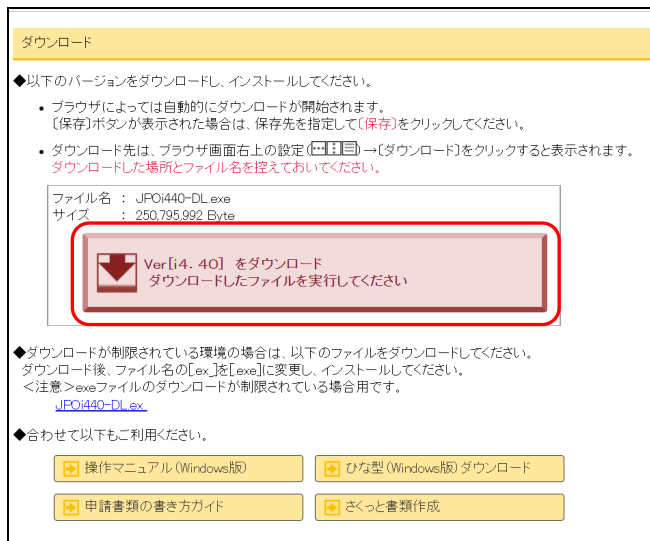 ダウンロード
◆以下のバージョンをダウンロードし、インストールしてください。
• ブラウザによっては自動的にダウンロードが開始されます。
〔保存〕ボタンが表示された場合は、保存先を指定して〔保存〕をクリックしてください。
• ダウンロード先は、ブラウザ画面右上の設定(…⋮☰)→〔ダウンロード〕をクリックすると表示されます。
ダウンロードした場所とファイル名を控えておいてください。
ファイル名 : JPOi440-DL.exe
サイズ : 250,795,992 Byte
Ver[i4. 40] をダウンロード
ダウンロードしたファイルを実行してください
◆ダウンロードが制限されている環境の場合は、以下のファイルをダウンロードしてください。
ダウンロード後、ファイル名の[.ex_]を[exe]に変更し、インストールしてください。
<注意>exeファイルのダウンロードが制限されている場合用です。
JPOi440-DL.ex_
◆合わせて以下もご利用ください。
操作マニュアル(Windows版)
ひな型(Windows版)ダウンロード
申請書類の書き方ガイド
さくっと書類作成